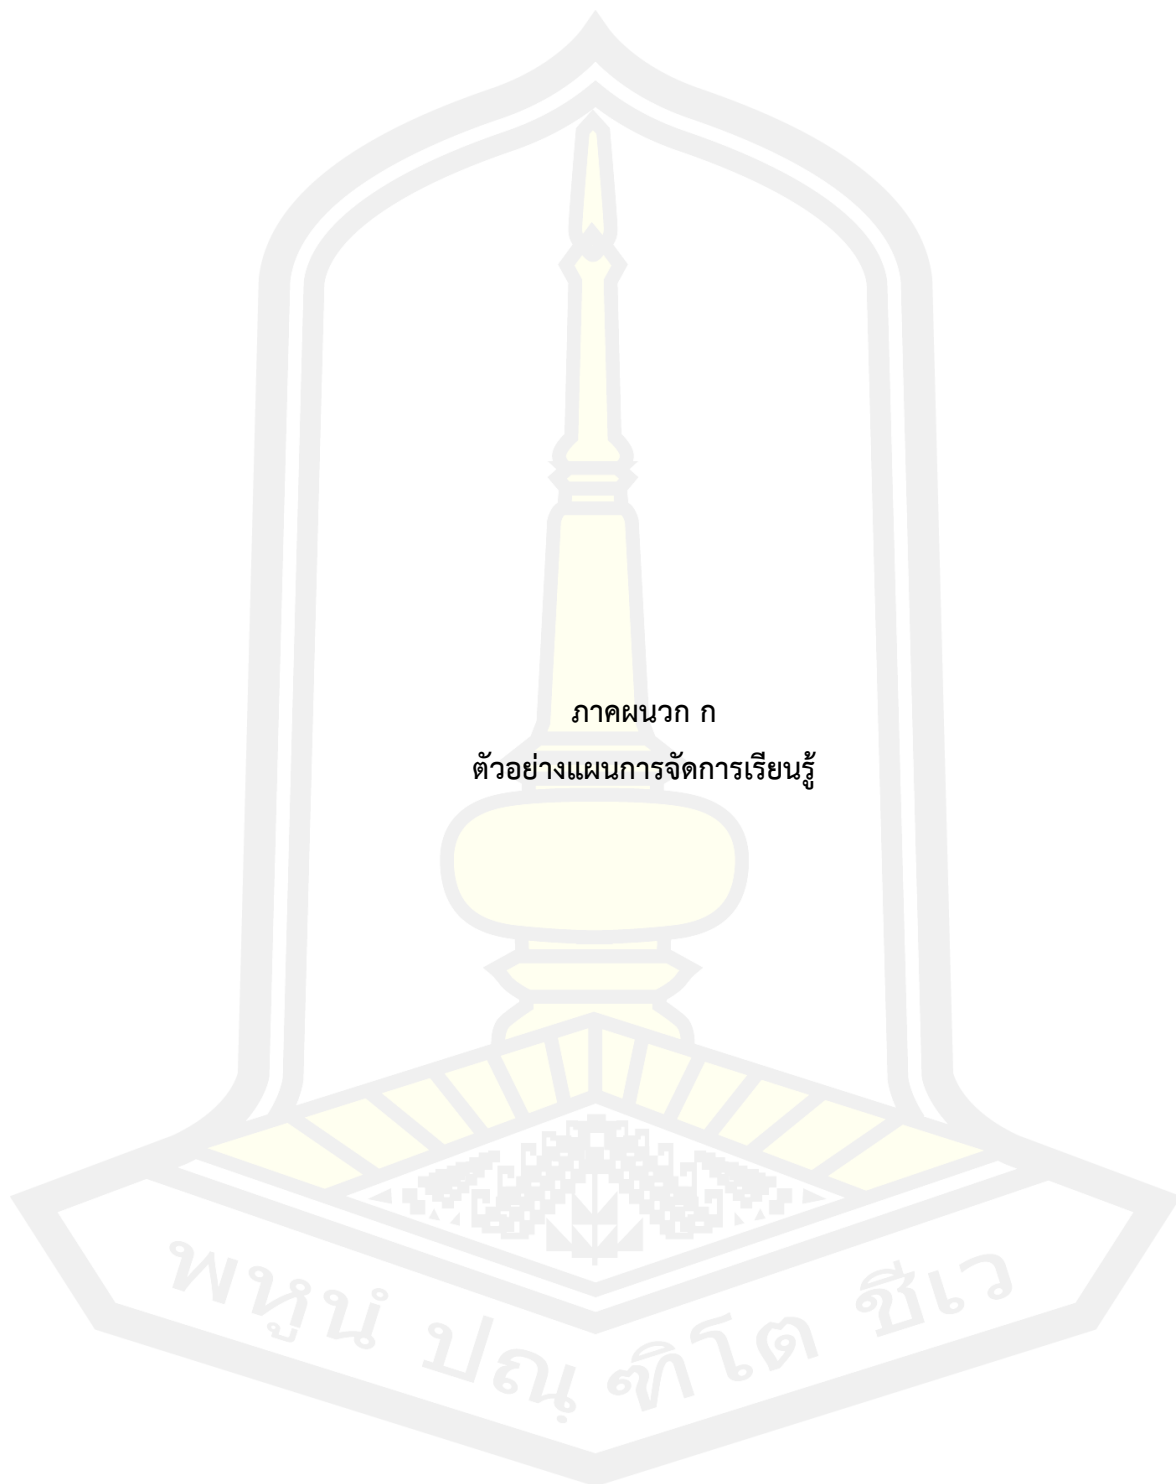 ภาคผนวก ก
ตัวอย่างแผนการจัดการเรียนรู้
พหูนํ ปณฺฑิโต ชีเว